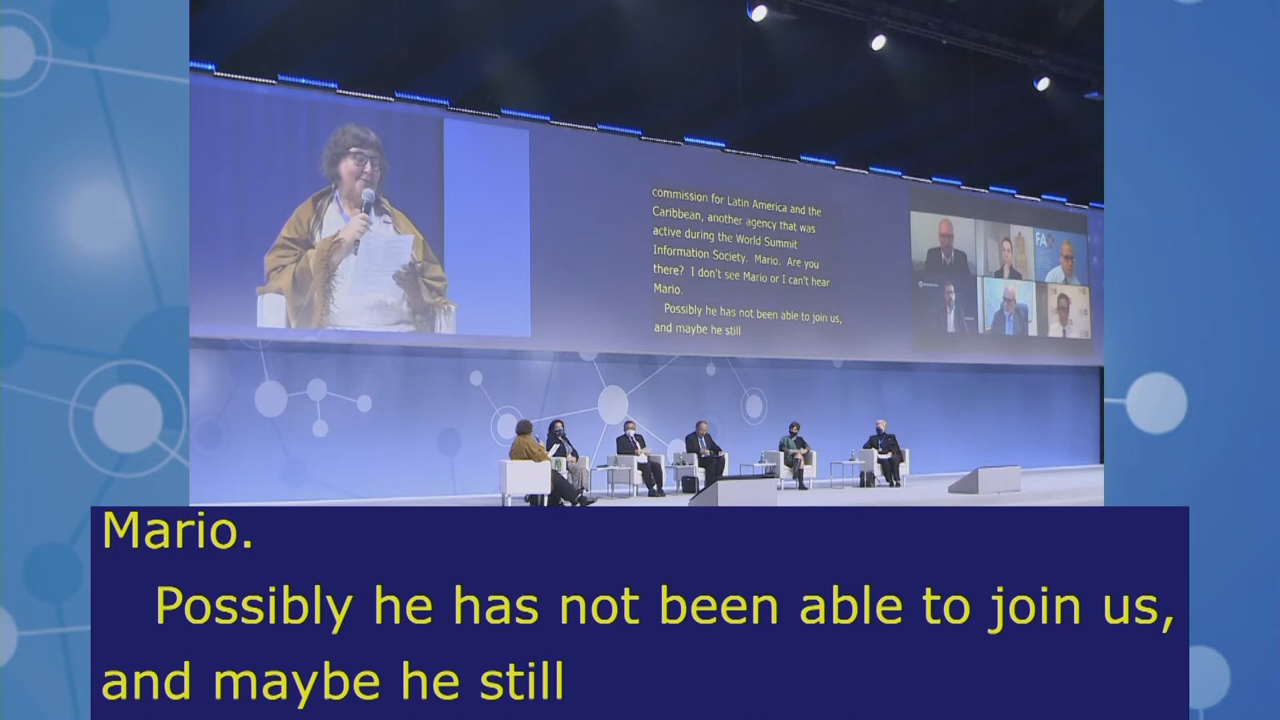 commission for Latin America and the
Caribbean, another agency that was
active during the World Summit
Information Society. Mario. Are you
there? I don't see Mario or I can't hear
Mario.
Possibly he has not been able to join us,
and maybe he still
FAO
Mario.
Possibly he has not been able to join us,
and maybe he still